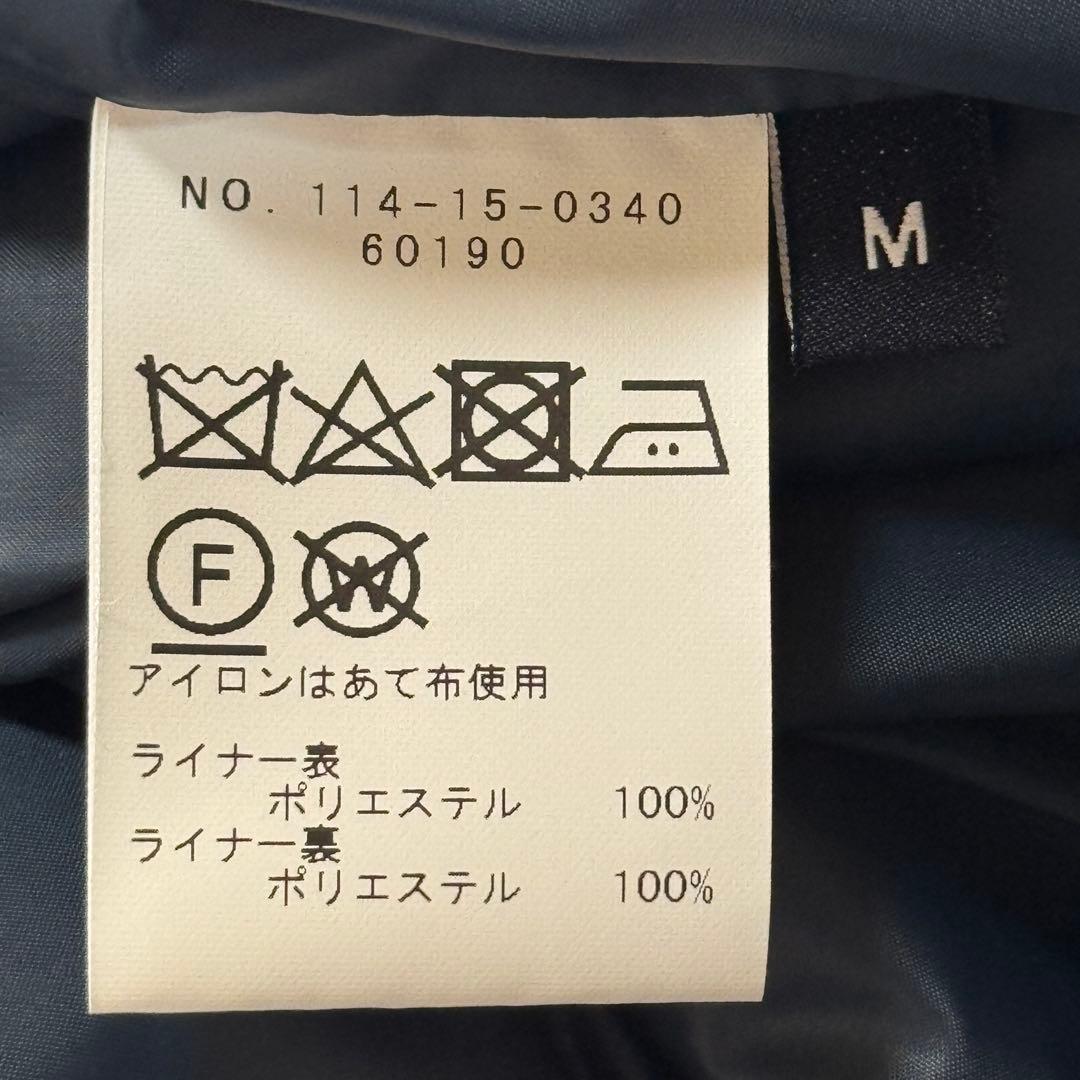 NO. 114-15-0340
60190
M
F
W
アイロンはあて布使用
ライナー表
ポリエステル 100%
ライナー裏
ポリエステル 100%